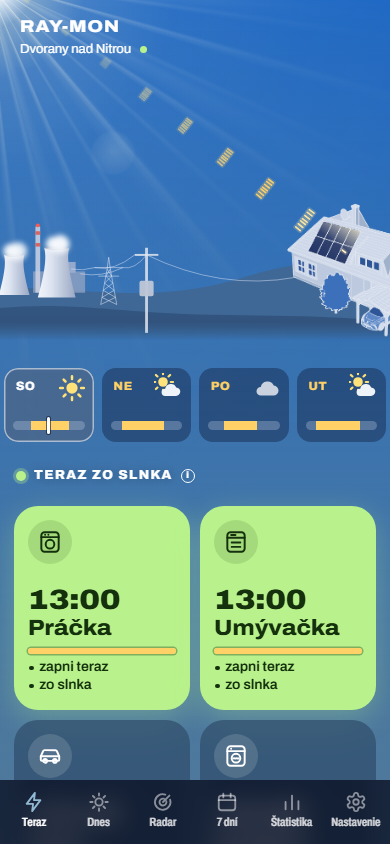 RAY-MON
Dvorany nad Nitrou
SO
NE
PO
UT
TERAZ ZO SLNKA
13:00
Práčka
• zapni teraz
• zo slnka
13:00
Umývačka
• zapni teraz
• zo slnka
Teraz
Dnes
Radar
7 dní
Štatistika
Nastavenie